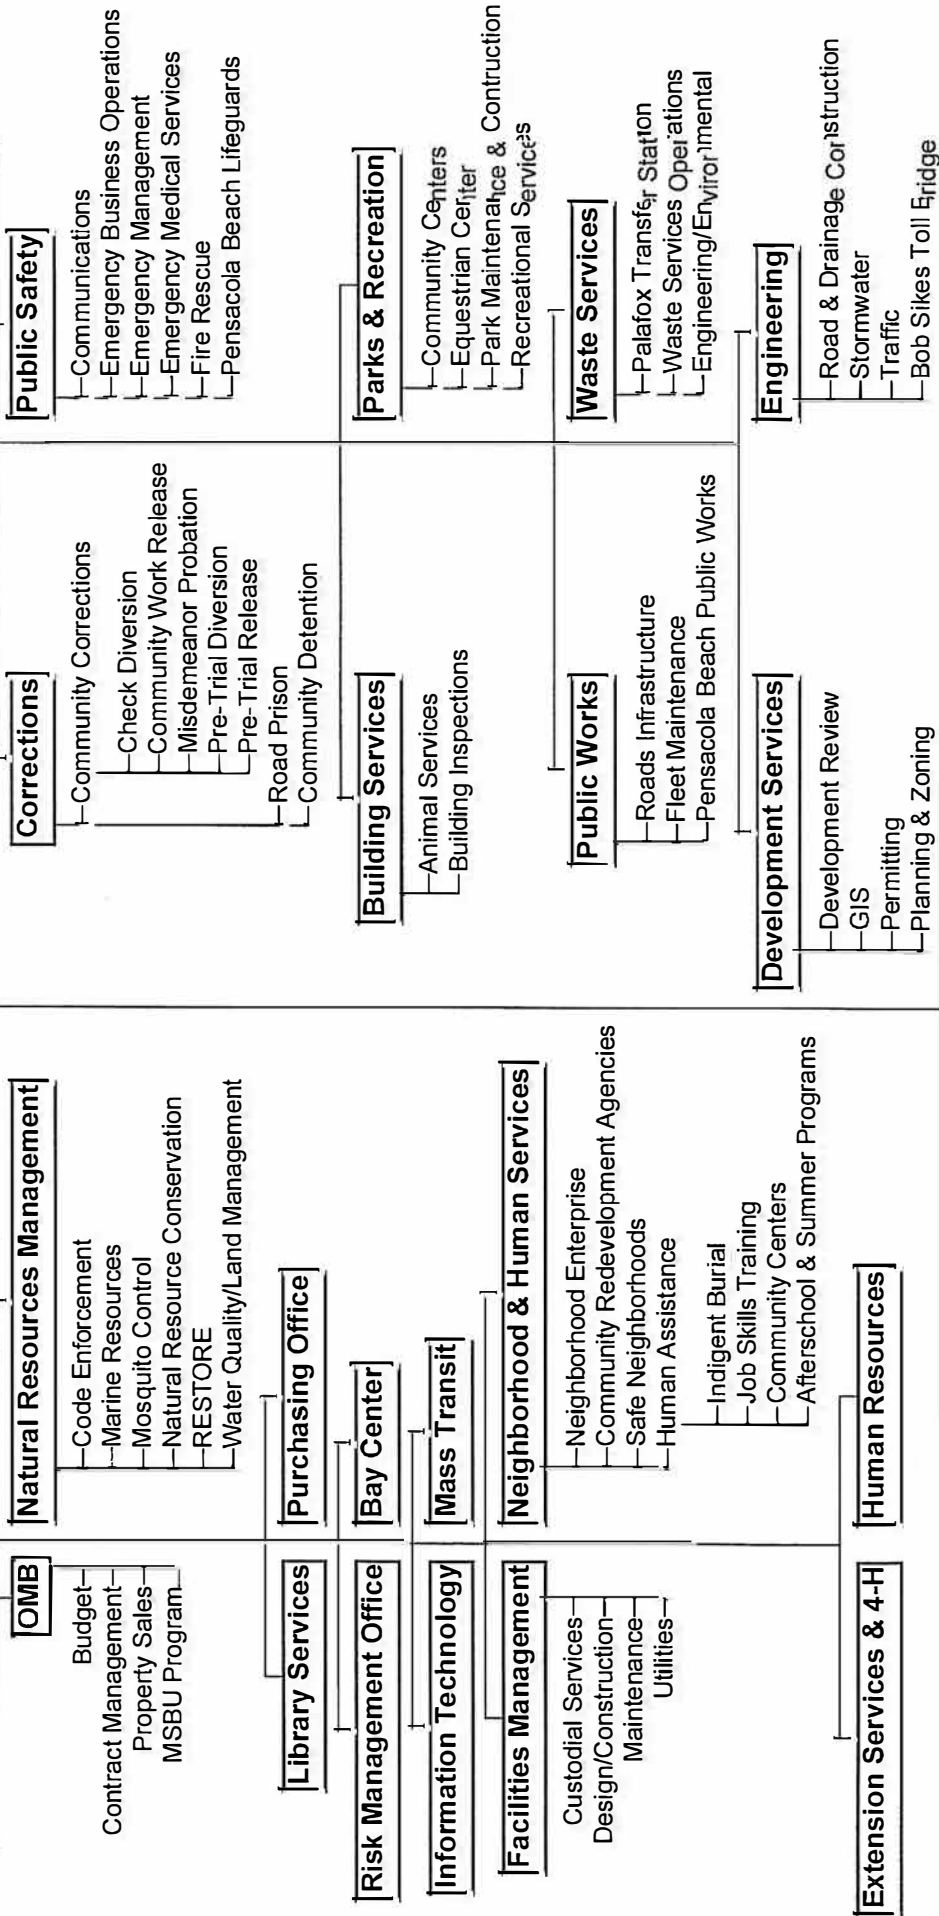 OMB
Budget
Contract Management
Property Sales
MSBU Program
Natural Resources Management
Code Enforcement
Marine Resources
Mosquito Control
Natural Resource Conservation
RESTORE
Water Quality/Land Management
Library Services
Purchasing Office
Risk Management Office
Bay Center
Information Technology
Mass Transit
Facilities Management
Custodial Services
Design/Construction
Maintenance
Utilities
Neighborhood & Human Services
Neighborhood Enterprise
Community Redevelopment Agencies
Safe Neighborhoods
Human Assistance
Indigent Burial
Job Skills Training
Community Centers
Afterschool & Summer Programs
Extension Services & 4-H
Human Resources
Corrections
Community Corrections
Check Diversion
Community Work Release
Misdemeanor Probation
Pre-Trial Diversion
Pre-Trial Release
Road Prison
Community Detention
Public Safety
Communications
Emergency Business Operations
Emergency Management
Emergency Medical Services
Fire Rescue
Pensacola Beach Lifeguards
Building Services
Animal Services
Building Inspections
Parks & Recreation
Community Centers
Equestrian Center
Park Maintenance & Construction
Recreational Services
Public Works
Roads Infrastructure
Fleet Maintenance
Pensacola Beach Public Works
Waste Services
Palafox Transfer Station
Waste Services Operations
Engineering/Environmental
Development Services
Development Review
GIS
Permitting
Planning & Zoning
Engineering
Road & Drainage Construction
Stormwater
Traffic
Bob Sikes Toll Bridge